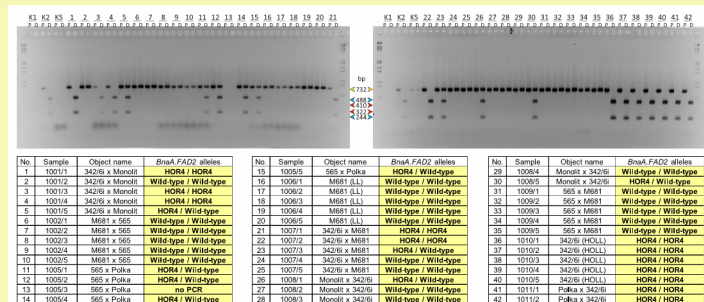 K1 K2 K5 1 2 3 4 5 6 7 8 9 10 11 12 13 14 15 16 17 18 19 20 21
K1 K2 K5 22 23 24 25 26 27 28 29 30 31 32 33 34 35 36 37 38 39 40 41 42
bp
732
488
410
322
244
No. Sample Object name BnaA.FAD2 alleles
1 1001/1 342/6i x Monolit HOR4 / HOR4
2 1001/2 342/6i x Monolit Wild-type / Wild-type
3 1001/3 342/6i x Monolit HOR4 / HOR4
4 1001/4 342/6i x Monolit HOR4 / HOR4
5 1001/5 342/6i x Monolit HOR4 / Wild-type
6 1002/1 M681 x 565 Wild-type / Wild-type
7 1002/2 M681 x 565 Wild-type / Wild-type
8 1002/3 M681 x 565 Wild-type / Wild-type
9 1002/4 M681 x 565 Wild-type / Wild-type
10 1002/5 M681 x 565 Wild-type / Wild-type
11 1005/1 565 x Polka HOR4 / Wild-type
12 1005/2 565 x Polka HOR4 / Wild-type
13 1005/3 565 x Polka no PCR
14 1005/4 565 x Polka HOR4 / Wild-type
No. Sample Object name BnaA.FAD2 alleles
15 1005/5 565 x Polka HOR4 / Wild-type
16 1006/1 M681 (LL) Wild-type / Wild-type
17 1006/2 M681 (LL) Wild-type / Wild-type
18 1006/3 M681 (LL) Wild-type / Wild-type
19 1006/4 M681 (LL) Wild-type / Wild-type
20 1006/5 M681 (LL) Wild-type / Wild-type
21 1007/1 342/6i x M681 HOR4 / HOR4
22 1007/2 342/6i x M681 HOR4 / HOR4
23 1007/3 342/6i x M681 HOR4 / Wild-type
24 1007/4 342/6i x M681 Wild-type / Wild-type
25 1007/5 342/6i x M681 Wild-type / Wild-type
26 1008/1 Monolit x 342/6i HOR4 / Wild-type
27 1008/2 Monolit x 342/6i Wild-type / Wild-type
28 1008/3 Monolit x 342/6i Wild-type / Wild-type
No. Sample Object name BnaA.FAD2 alleles
29 1008/4 Monolit x 342/6i Wild-type / Wild-type
30 1008/5 Monolit x 342/6i HOR4 / Wild-type
31 1009/1 565 x M681 Wild-type / Wild-type
32 1009/2 565 x M681 Wild-type / Wild-type
33 1009/3 565 x M681 Wild-type / Wild-type
34 1009/4 565 x M681 Wild-type / Wild-type
35 1009/5 565 x M681 Wild-type / Wild-type
36 1010/1 342/6i (HOLL) HOR4 / HOR4
37 1010/2 342/6i (HOLL) HOR4 / HOR4
38 1010/3 342/6i (HOLL) HOR4 / HOR4
39 1010/4 342/6i (HOLL) HOR4 / HOR4
40 1010/5 342/6i (HOLL) HOR4 / HOR4
41 1011/1 Polka x 342/6i HOR4 / HOR4
42 1011/2 Polka x 342/6i HOR4 / HOR4